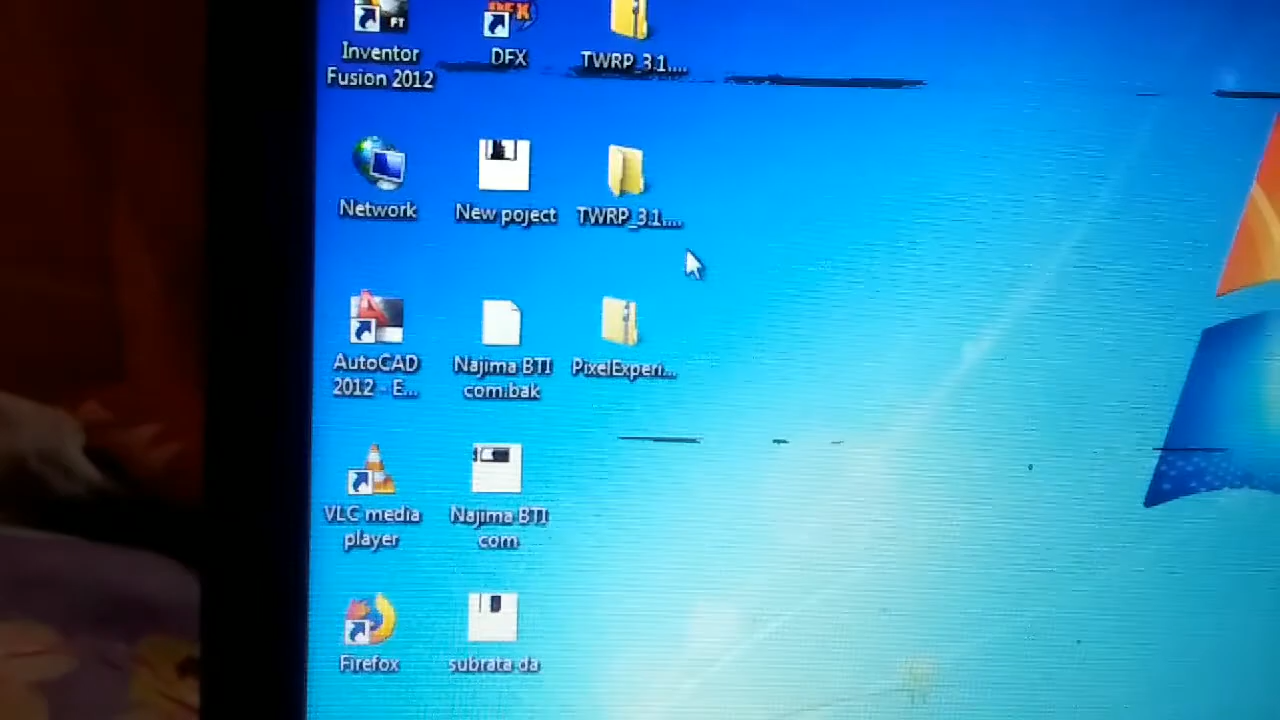 Inventor
Fusion 2012
DFX
TWRP_3.1....
Network
New poject
TWRP_3.1....
AutoCAD
2012 - E...
Najima BTI
com.bak
PixelExperi...
VLC media
player
Najima BTI
com
Firefox
subrata da